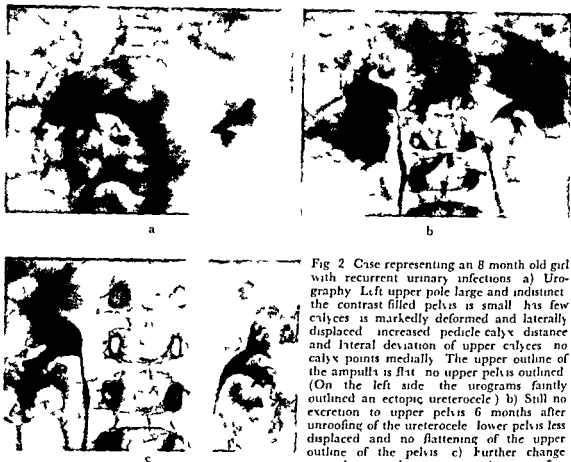 a
b
c
Fig 2 Case representing an 8 month old girl
with recurrent urinary infections a) Uro-
graphy Left upper pole large and indistinct
the contrast filled pelvis is small has few
calyces is markedly deformed and laterally
displaced increased pedicle calyx distance
and lateral deviation of upper calyces no
calyx points medially The upper outline of
the ampulla is flat no upper pelvis outlined
(On the left side the urograms faintly
outlined an ectopic ureterocele) b) Still no
excretion to upper pelvis 6 months after
unroofing of the ureterocele lower pelvis less
displaced and no flattening of the upper
outline of the pelvis c) Further change